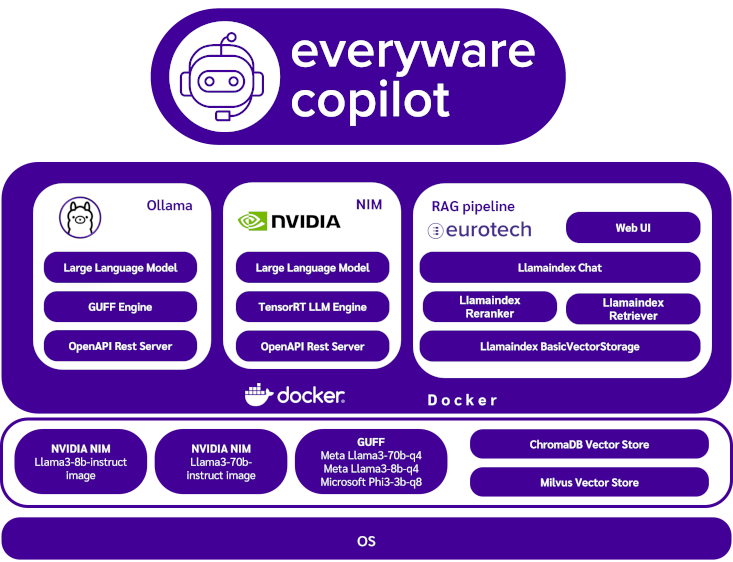 everyware
copilot
Ollama
Large Language Model
GUFF Engine
OpenAPI Rest Server
NIM
NVIDIA
Large Language Model
TensorRT LLM Engine
OpenAPI Rest Server
RAG pipeline
eurotech
Web UI
Llamaindex Chat
Llamaindex
Reranker
Llamaindex
Retriever
Llamaindex BasicVectorStorage
docker
Docker
NVIDIA NIM
Llama3-8b-instruct
image
NVIDIA NIM
Llama3-70b-
instruct image
GUFF
Meta Llama3-70b-q4
Meta Llama3-8b-q4
Microsoft Phi3-3b-q8
ChromaDB Vector Store
Milvus Vector Store
OS